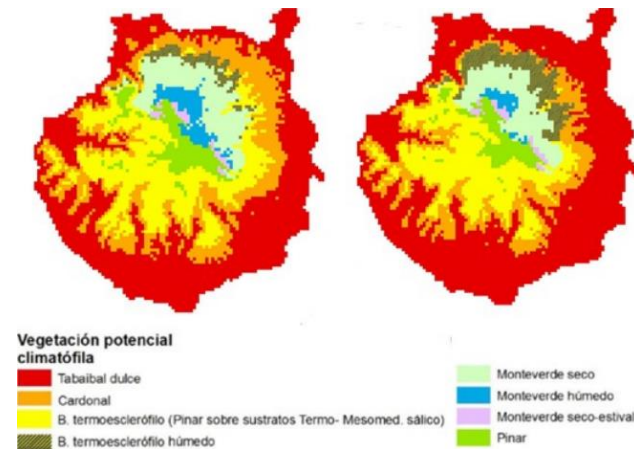 Vegetación potencial
climatófila
Tabaibal dulce
Cardonal
B. termoesclerófilo (Pinar sobre sustratos Termo- Mesomed. sálico)
B. termoesclerófilo húmedo
Monteverde seco
Monteverde húmedo
Monteverde seco-estival
Pinar